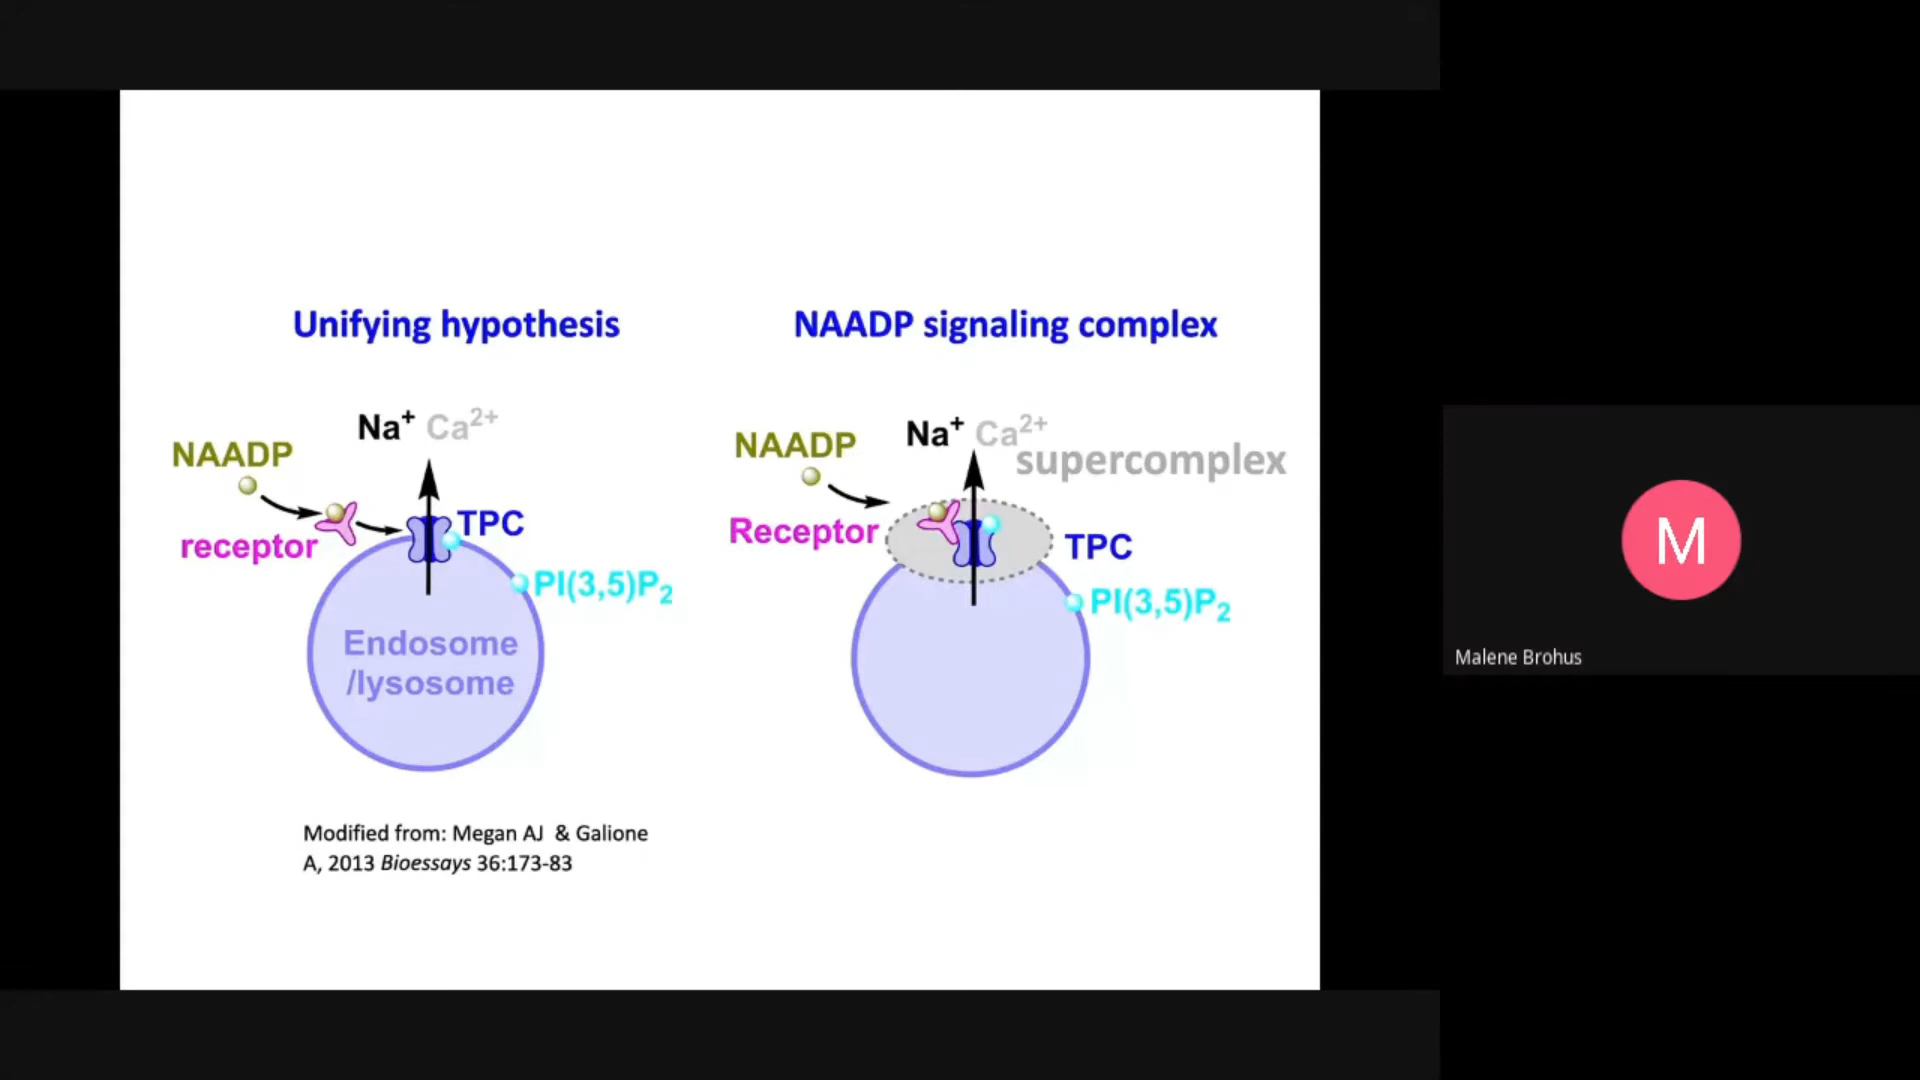 Unifying hypothesis
NAADP signaling complex
Na+ Ca2+
NAADP
receptor
TPC
PI(3,5)P2
Endosome
/lysosome
Na+ Ca2+
supercomplex
NAADP
Receptor
TPC
PI(3,5)P2
Modified from: Megan AJ & Galione
A, 2013 Bioessays 36:173-83
M
Malene Brohus